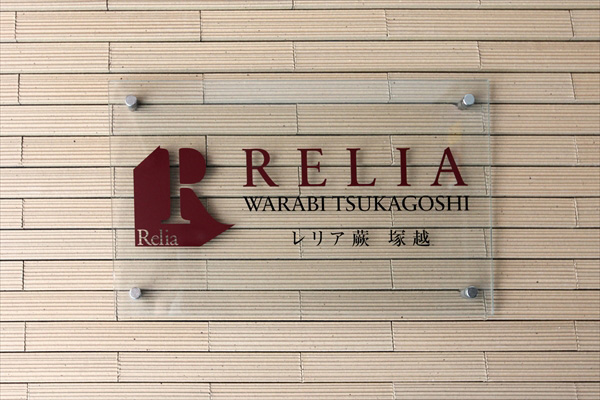 RELIA
WARABI TSUKAGOSHI
レリア蕨 塚越
R
Relia